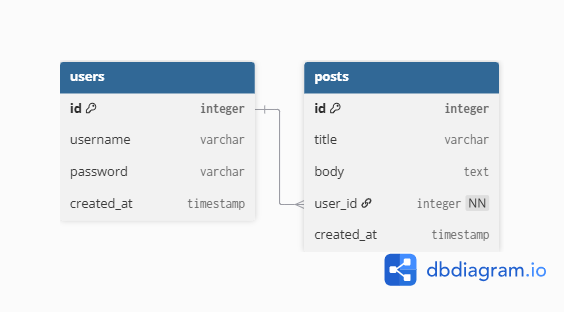 users
id integer
username varchar
password varchar
created_at timestamp
posts
id integer
title varchar
body text
user_id integer NN
created_at timestamp
dbdiagram.io